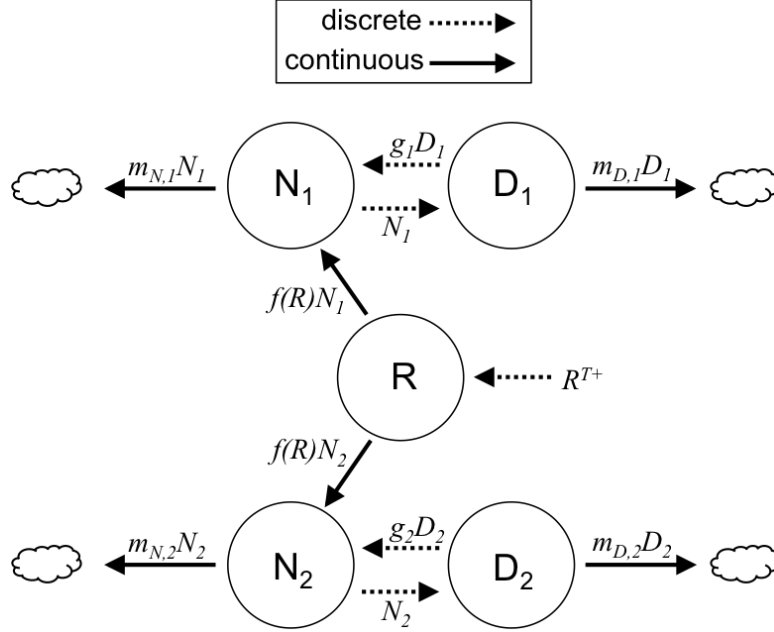 discrete
continuous
m_{N,1}N_1
N_1
g_1D_1
N_1
D_1
m_{D,1}D_1
f(R)N_1
R
R^{T+}
f(R)N_2
m_{N,2}N_2
N_2
g_2D_2
N_2
D_2
m_{D,2}D_2